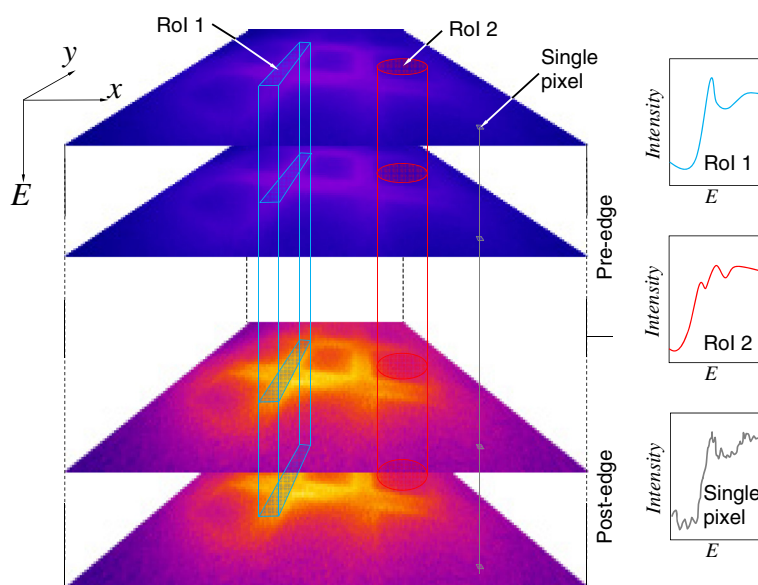 RoI 1
RoI 2
Single
pixel
y
x
E
Pre-edge
Post-edge
Intensity
RoI 1
E
Intensity
RoI 2
E
Intensity
Single
pixel
E